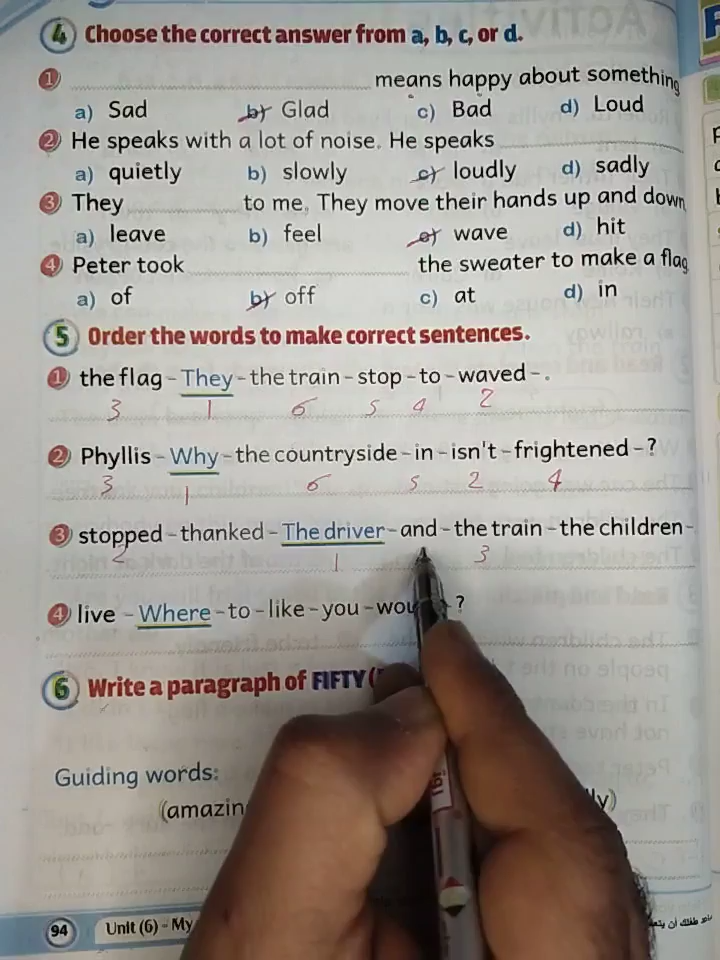 4 Choose the correct answer from a, b, c, or d.
1 ........ means happy about something
a) Sad b) Glad c) Bad d) Loud
2 He speaks with a lot of noise. He speaks ........
a) quietly b) slowly c) loudly d) sadly
3 They ........ to me. They move their hands up and down
a) leave b) feel c) wave d) hit
4 Peter took ........ the sweater to make a flag
a) of b) off c) at d) in
5 Order the words to make correct sentences.
1 the flag – They – the train – stop – to – waved – .
3 1 6 5 4 2
2 Phyllis – Why – the countryside – in – isn't – frightened – ?
3 1 6 5 2 4
3 stopped – thanked – The driver – and – the train – the children –
2 1 3
4 live – Where – to – like – you – ?
6 Write a paragraph of FIFTY
Guiding words:
94 Unit (6) – My